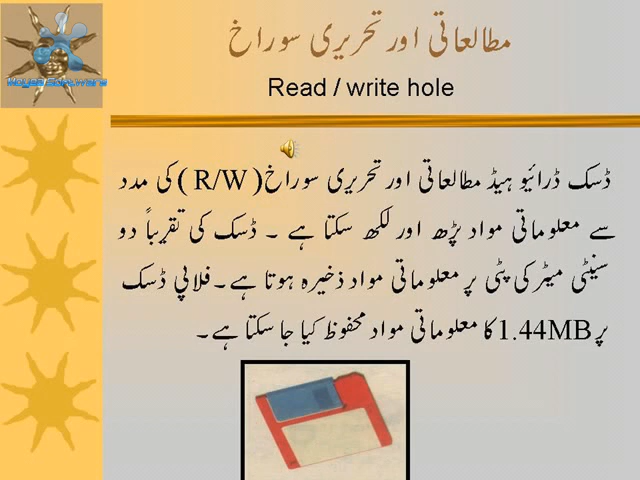 مطالعاتی اور تحریری سوراخ
Read / write hole
ڈسک ڈرائیو ہیڈ مطالعاتی اور تحریری سوراخ( R/W )کی مدد
سے معلوماتی مواد پڑھ اور لکھ سکتا ہے ۔ ڈسک کی تقریباً دو
سینٹی میٹر کی پٹی پر معلوماتی مواد ذخیرہ ہوتا ہے۔فلاپی ڈسک
پر 1.44MB کا معلوماتی مواد محفوظ کیا جا سکتا ہے۔